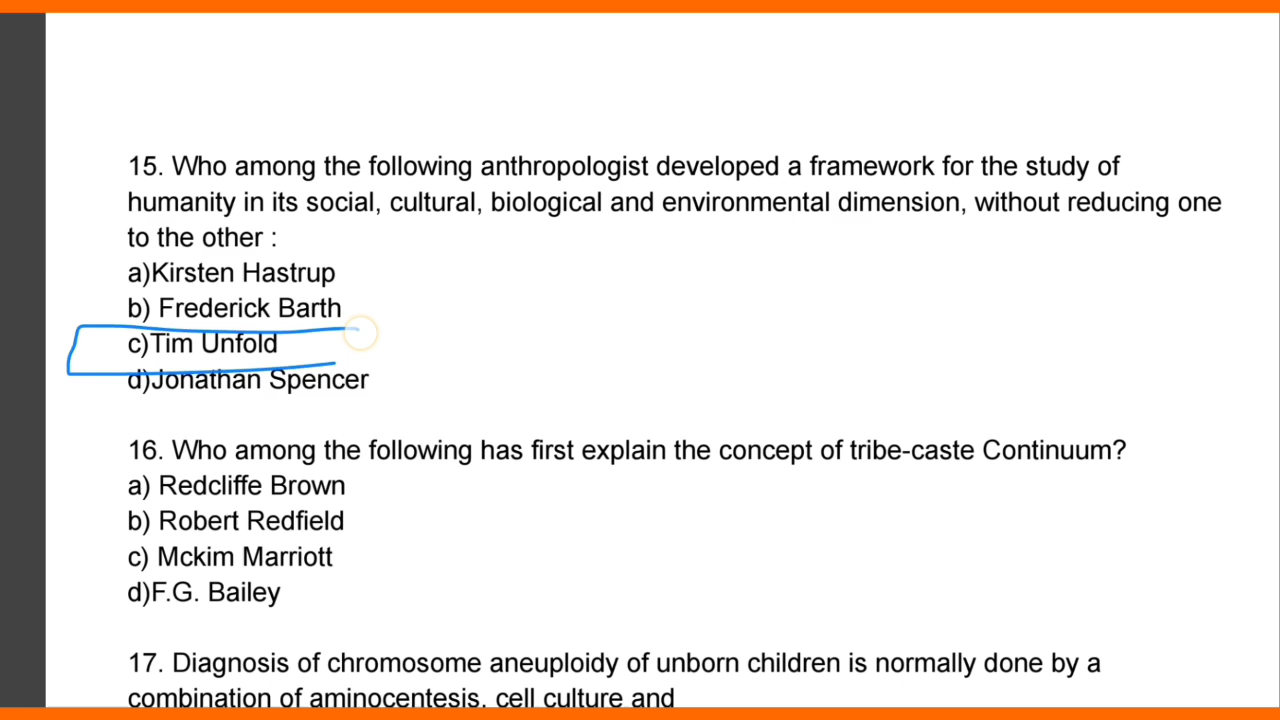 15. Who among the following anthropologist developed a framework for the study of
humanity in its social, cultural, biological and environmental dimension, without reducing one
to the other :
a)Kirsten Hastrup
b) Frederick Barth
c)Tim Unfold
d)Jonathan Spencer
16. Who among the following has first explain the concept of tribe-caste Continuum?
a) Redcliffe Brown
b) Robert Redfield
c) Mckim Marriott
d)F.G. Bailey
17. Diagnosis of chromosome aneuploidy of unborn children is normally done by a
combination of aminocentesis, cell culture and